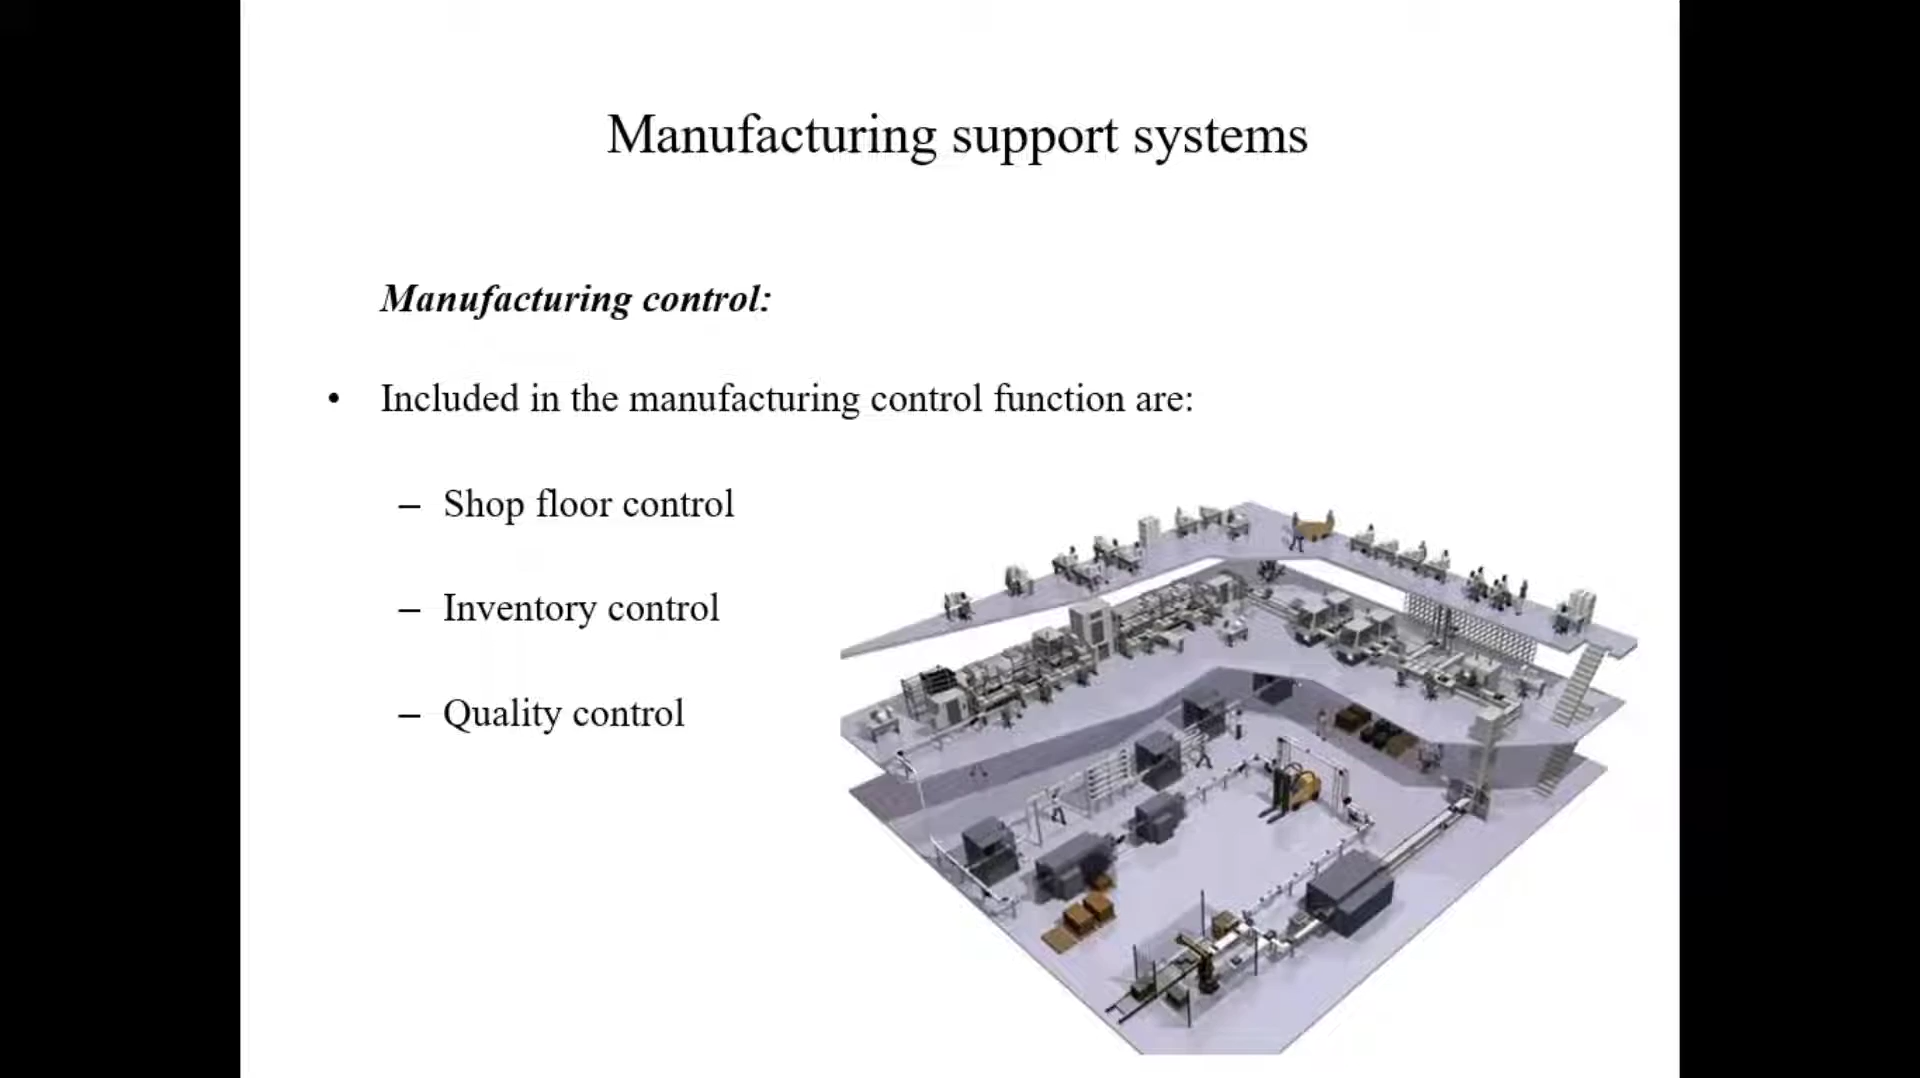 Manufacturing support systems
Manufacturing control:
• Included in the manufacturing control function are:
– Shop floor control
– Inventory control
– Quality control